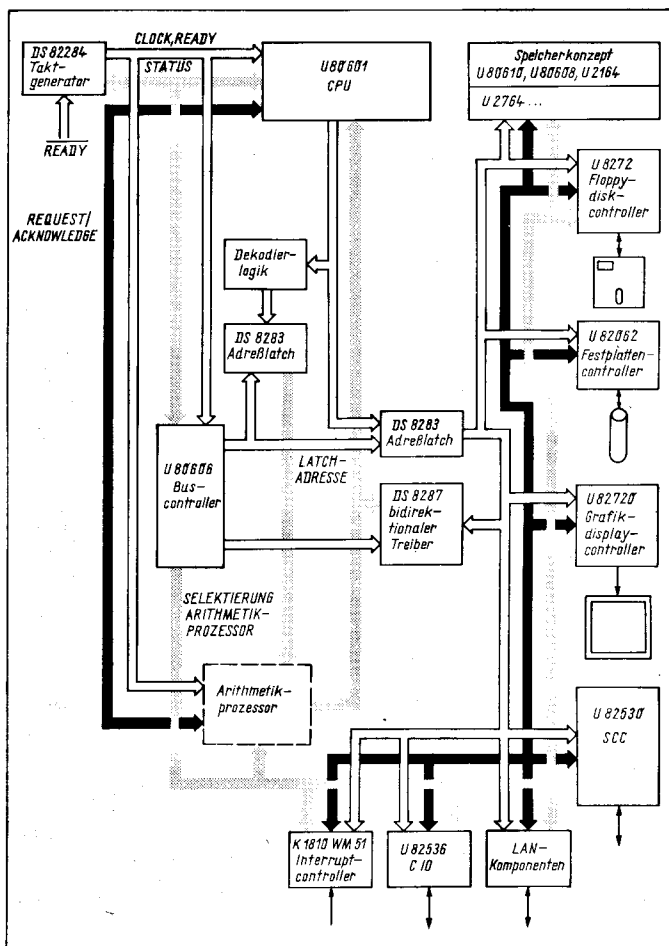 DS 82284
Takt-
generator
CLOCK, READY
STATUS
U 80601
CPU
Speicherkonzept
U 80610, U 80608, U 2164
U 2764 ...
READY
REQUEST/
ACKNOWLEDGE
U 8272
Floppy-
disk-
controller
Dekodier-
logik
DS 8283
Adreßlatch
U 82062
Festplatten-
controller
U 80606
Bus-
controller
LATCH-
ADRESSE
DS 8283
Adreßlatch
DS 8287
bidirek-
tionaler
Treiber
U 82720
Grafik-
display-
controller
SELEKTIERUNG
ARITHMETIK-
PROZESSOR
Arithmetik-
prozessor
U 82530
SCC
K 1810 WM 51
Interrupt-
controller
U 82536
CIO
LAN-
Komponenten